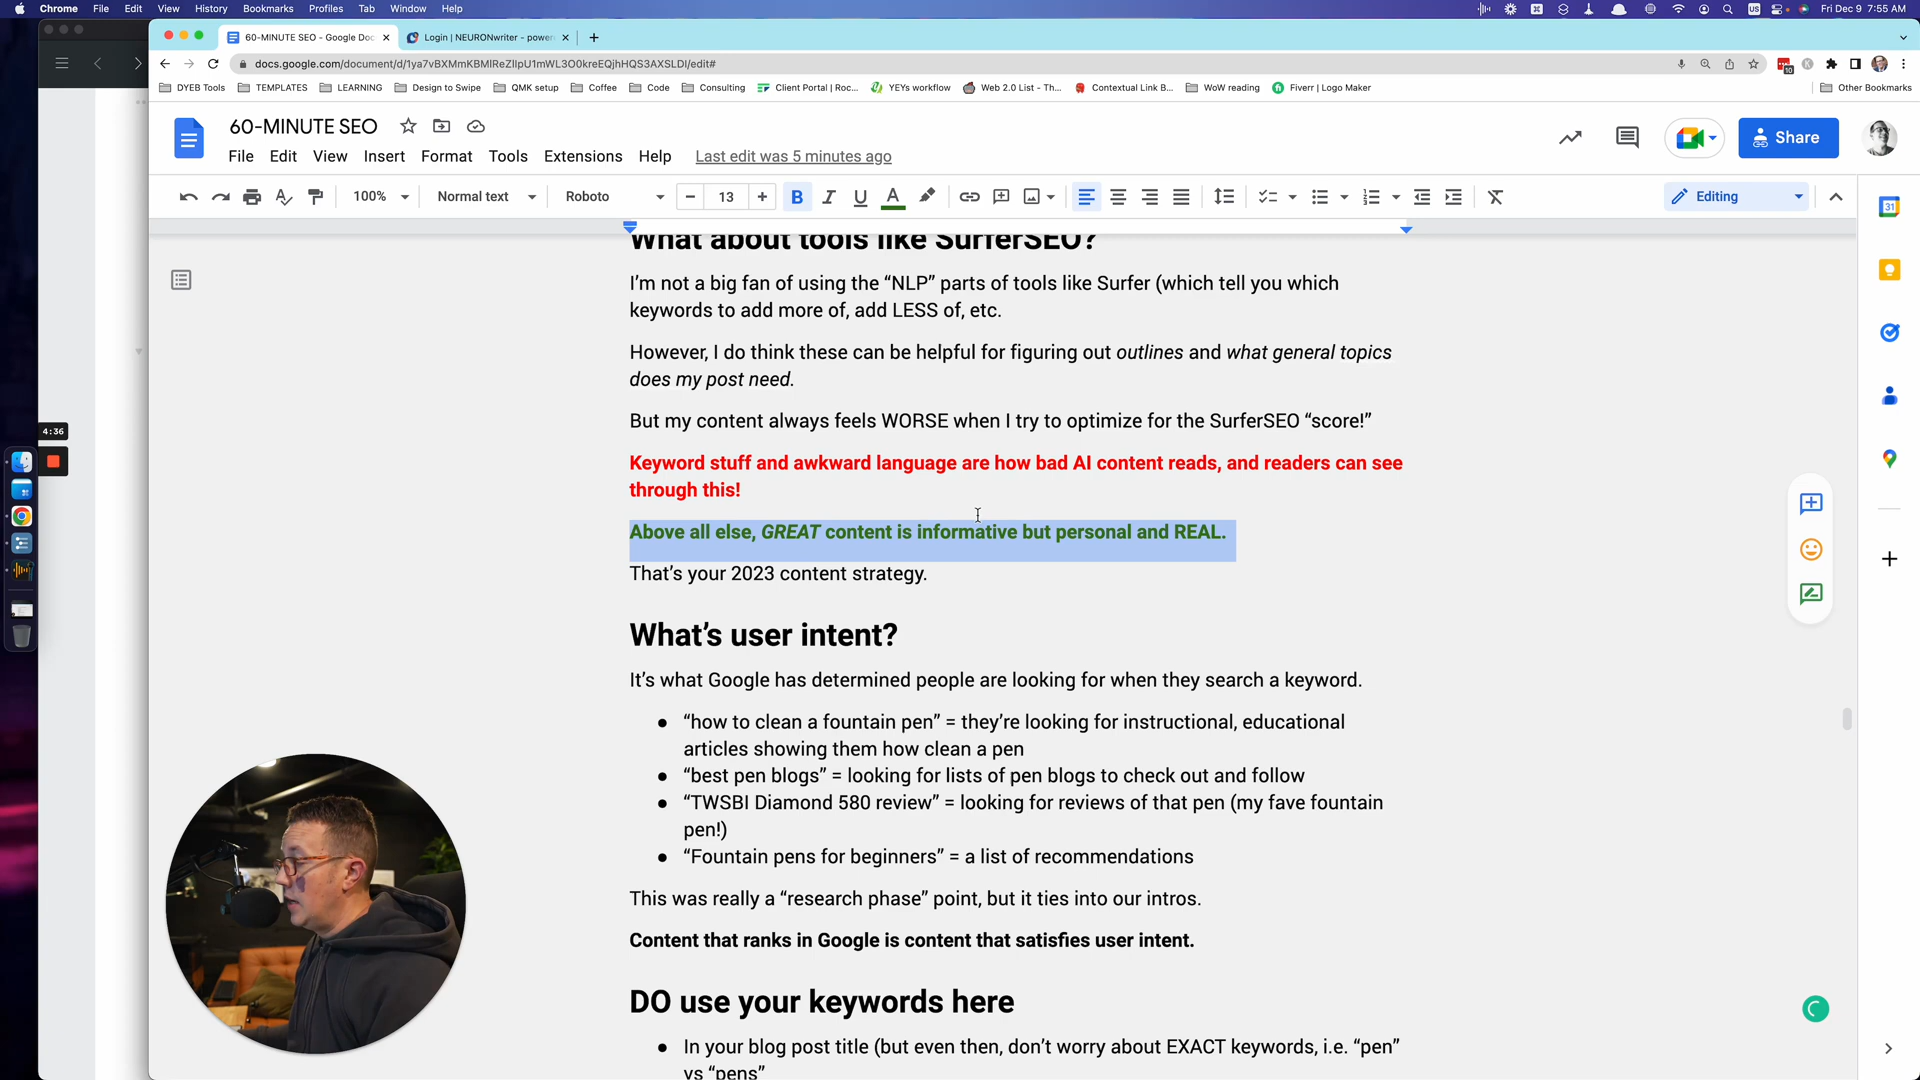 Chrome File Edit View History Bookmarks Profiles Tab Window Help
US
Fri Dec 9 7:55 AM
60-MINUTE SEO - Google Doc
Login | NEURONwriter - power
docs.google.com/document/d/1ya7vBXMmKBMIReZIIpU1mWL3O0kreEQjhHQS3AXSLDI/edit#
10
DYEB Tools TEMPLATES LEARNING Design to Swipe QMK setup Coffee Code Consulting Client Portal | Roc... YEYs workflow Web 2.0 List - Th... Contextual Link B... WoW reading Fiverr | Logo Maker Other Bookmarks
60-MINUTE SEO
Share
File Edit View Insert Format Tools Extensions Help Last edit was 5 minutes ago
100% Normal text Roboto 13 B I U A Editing
31
What about tools like SurferSEO?
I’m not a big fan of using the “NLP” parts of tools like Surfer (which tell you which
keywords to add more of, add LESS of, etc.
However, I do think these can be helpful for figuring out outlines and what general topics
does my post need.
But my content always feels WORSE when I try to optimize for the SurferSEO “score!”
4:36
Keyword stuff and awkward language are how bad AI content reads, and readers can see
through this!
Above all else, GREAT content is informative but personal and REAL.
That’s your 2023 content strategy.
What’s user intent?
It’s what Google has determined people are looking for when they search a keyword.
● “how to clean a fountain pen” = they’re looking for instructional, educational
articles showing them how clean a pen
● “best pen blogs” = looking for lists of pen blogs to check out and follow
● “TWSBI Diamond 580 review” = looking for reviews of that pen (my fave fountain
pen!)
● “Fountain pens for beginners” = a list of recommendations
This was really a “research phase” point, but it ties into our intros.
Content that ranks in Google is content that satisfies user intent.
DO use your keywords here
● In your blog post title (but even then, don’t worry about EXACT keywords, i.e. “pen”
vs “pens”